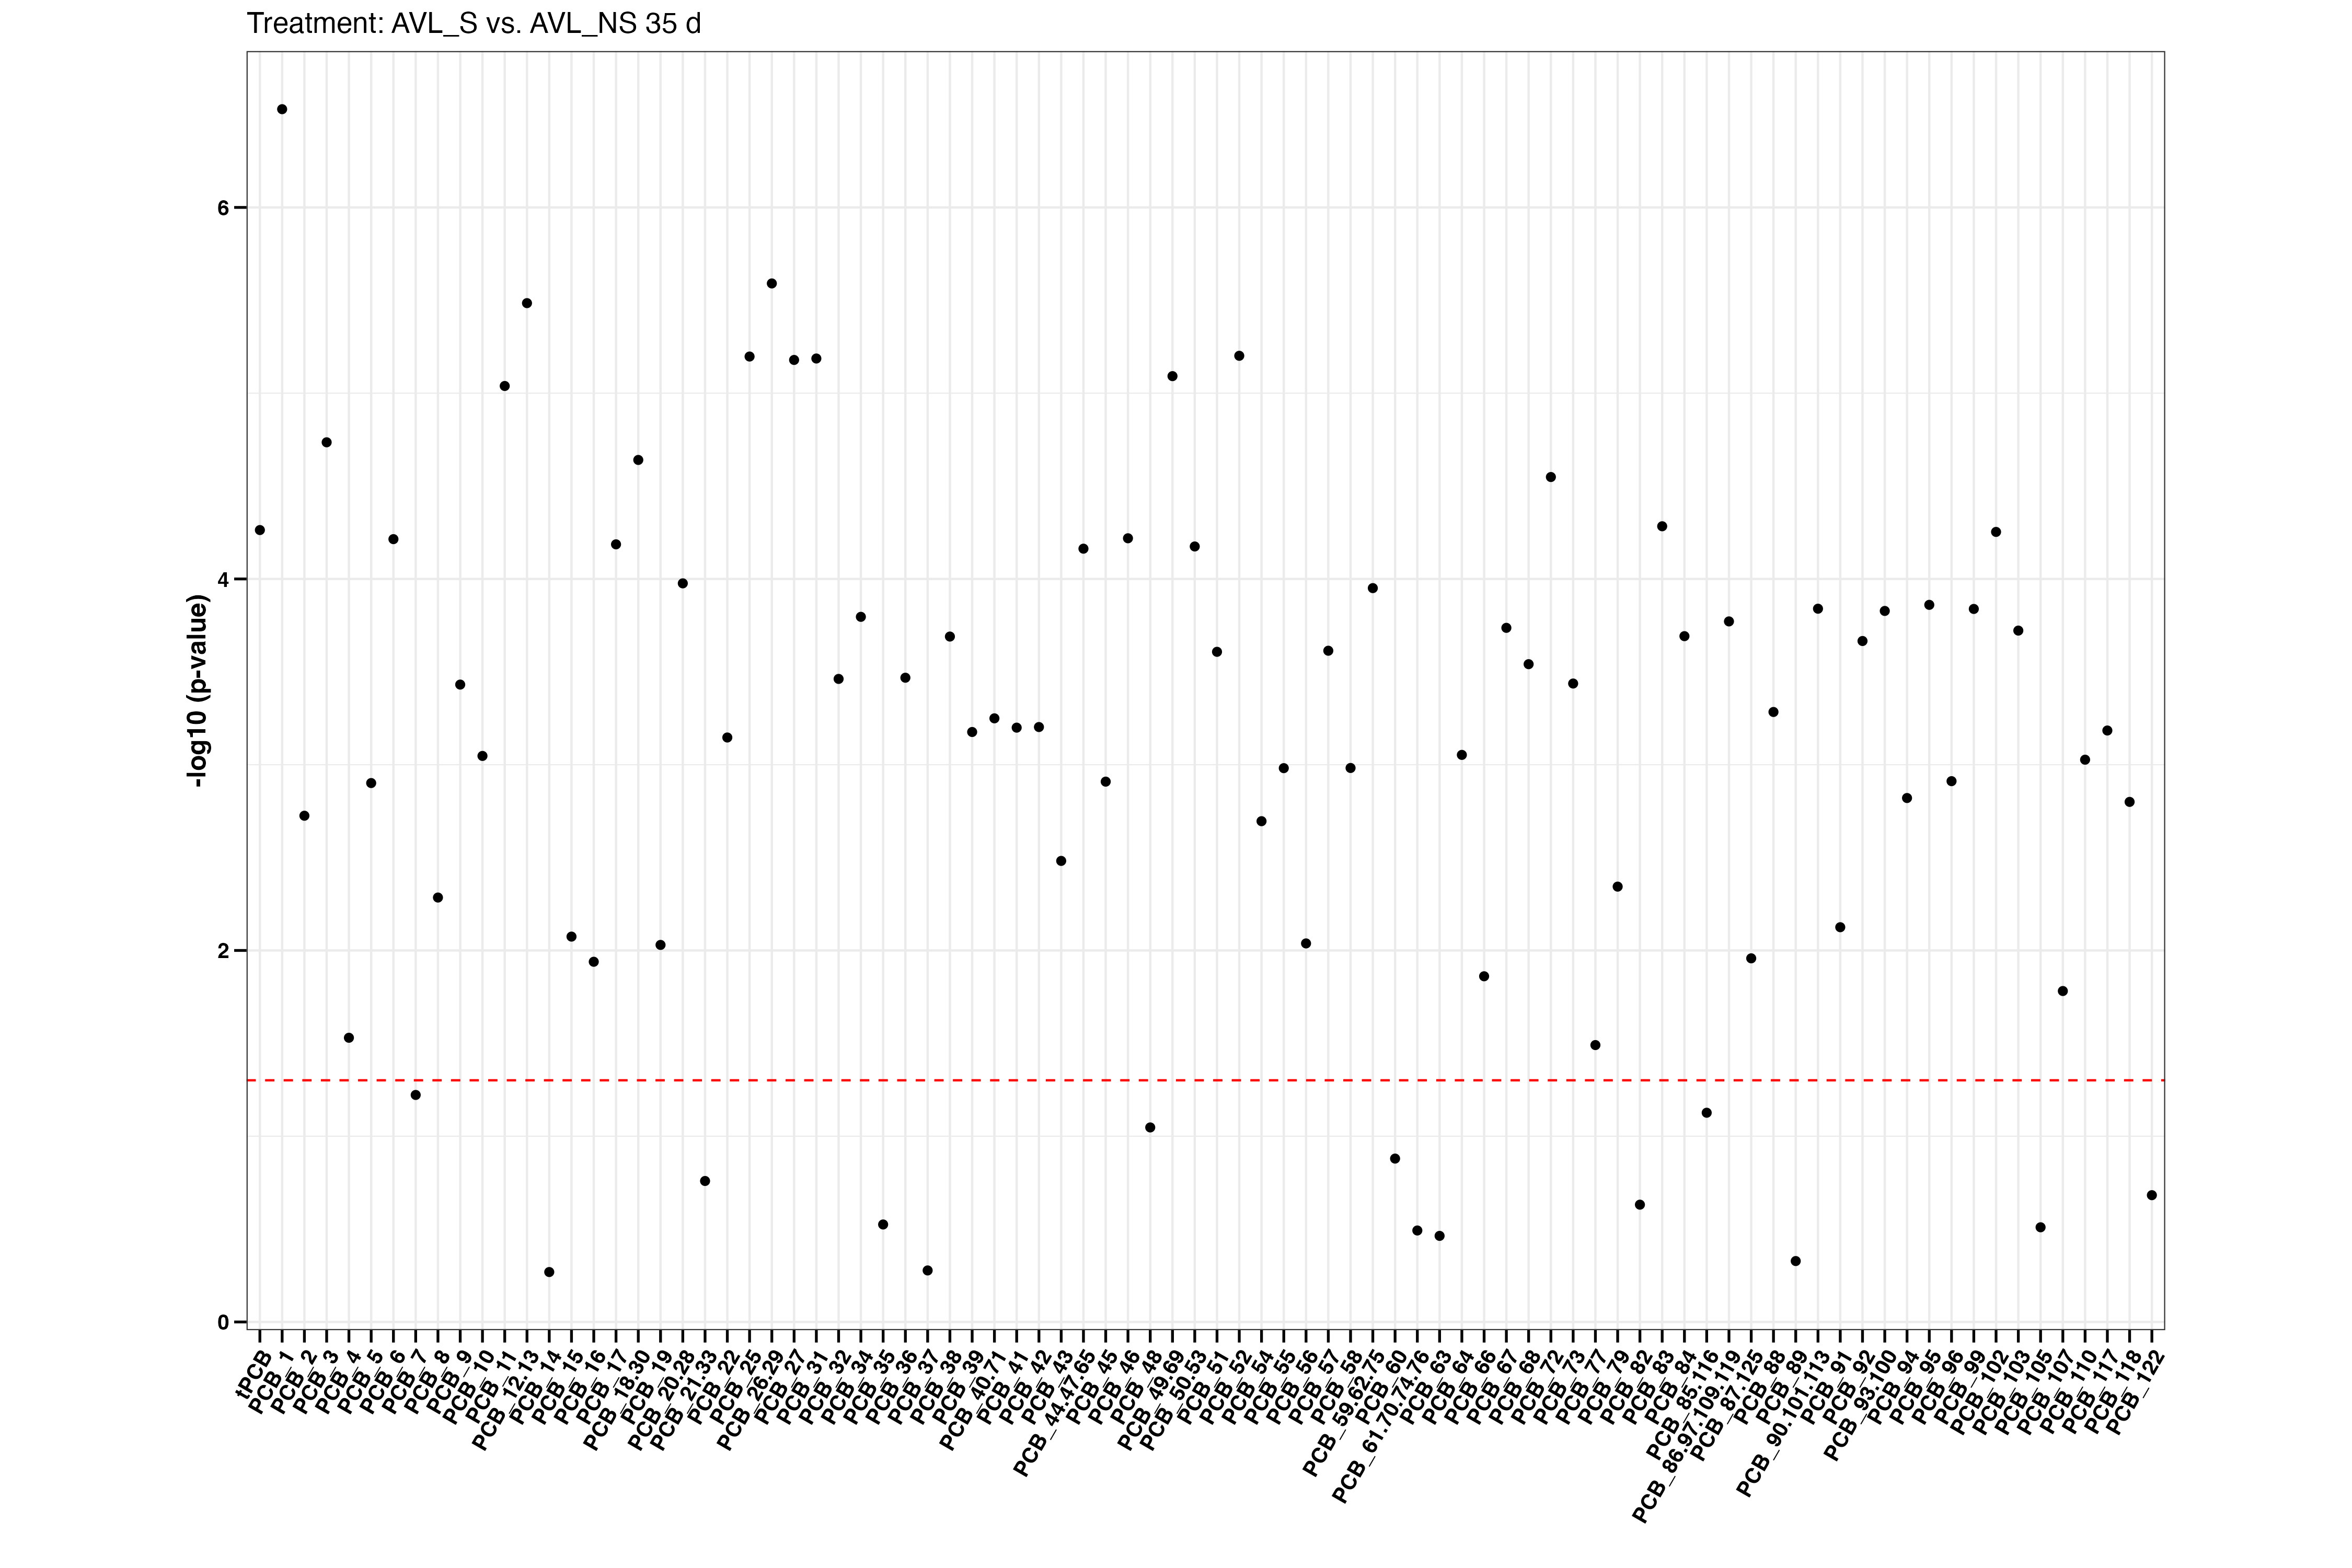 Treatment: AVL_S vs. AVL_NS 35 d
-log10 (p-value)
6
4
2
0
tPCB
PCB_1
PCB_2
PCB_3
PCB_4
PCB_5
PCB_6
PCB_7
PCB_8
PCB_9
PCB_10
PCB_11
PCB_12.13
PCB_14
PCB_15
PCB_16
PCB_17
PCB_18.30
PCB_19
PCB_20.28
PCB_21.33
PCB_22
PCB_25
PCB_26.29
PCB_27
PCB_31
PCB_32
PCB_34
PCB_35
PCB_36
PCB_37
PCB_38
PCB_39
PCB_40.71
PCB_41
PCB_42
PCB_43
PCB_44.47.65
PCB_45
PCB_46
PCB_48
PCB_49.69
PCB_50.53
PCB_51
PCB_52
PCB_54
PCB_55
PCB_56
PCB_57
PCB_58
PCB_59.62.75
PCB_60
PCB_61.70.74.76
PCB_63
PCB_64
PCB_66
PCB_67
PCB_68
PCB_72
PCB_73
PCB_77
PCB_79
PCB_82
PCB_83
PCB_84
PCB_85.116
PCB_86.97.109.119
PCB_87.125
PCB_88
PCB_89
PCB_90.101.113
PCB_91
PCB_92
PCB_93.100
PCB_94
PCB_95
PCB_96
PCB_99
PCB_102
PCB_103
PCB_105
PCB_107
PCB_110
PCB_117
PCB_118
PCB_122